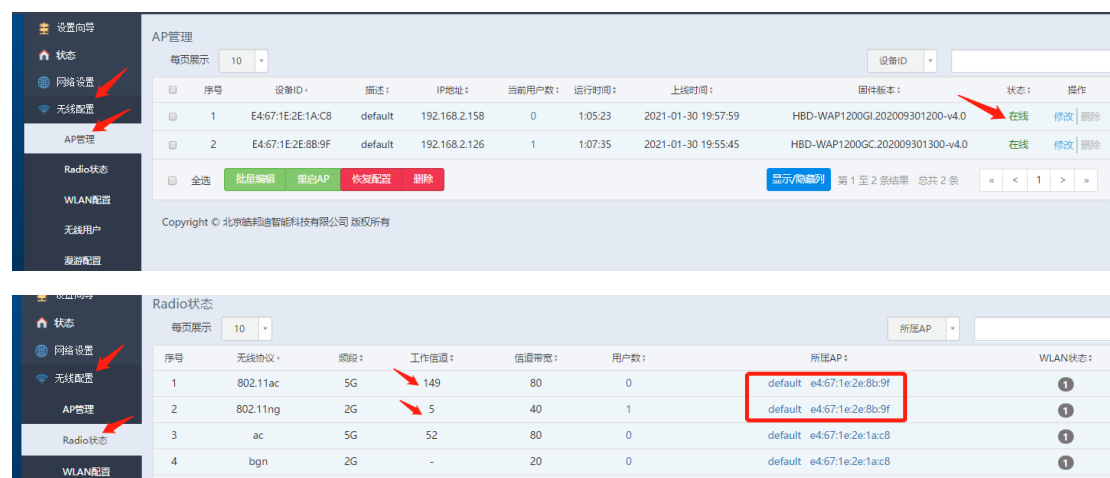 设置向导
状态
网络设置
无线配置
AP管理
Radio状态
WLAN配置
无线用户
漫游配置
AP管理
每页展示 10 设备ID
序号 设备ID 描述 IP地址 当前用户数 运行时间 上线时间 固件版本 状态 操作
1 E4:67:1E:2E:1A:C8 default 192.168.2.158 0 1:05:23 2021-01-30 19:57:59 HBD-WAP1200GI.202009301200-v4.0 在线 修改 删除
2 E4:67:1E:2E:8B:9F default 192.168.2.126 1 1:07:35 2021-01-30 19:55:45 HBD-WAP1200GC.202009301300-v4.0 在线 修改 删除
全选 批量编辑 重启AP 恢复配置 删除 显示/隐藏列 第 1 至 2 条结果 总共 2 条 « < 1 > »
Copyright © 北京皓邦迪智能科技有限公司 版权所有
设置向导
状态
网络设置
无线配置
AP管理
Radio状态
WLAN配置
Radio状态
每页展示 10 所属AP
序号 无线协议 频段 工作信道 信道带宽 用户数 所属AP WLAN状态
1 802.11ac 5G 149 80 0 default e4:67:1e:2e:8b:9f 1
2 802.11ng 2G 5 40 1 default e4:67:1e:2e:8b:9f 1
3 ac 5G 52 80 0 default e4:67:1e:2e:1a:c8 1
4 bgn 2G - 20 0 default e4:67:1e:2e:1a:c8 1